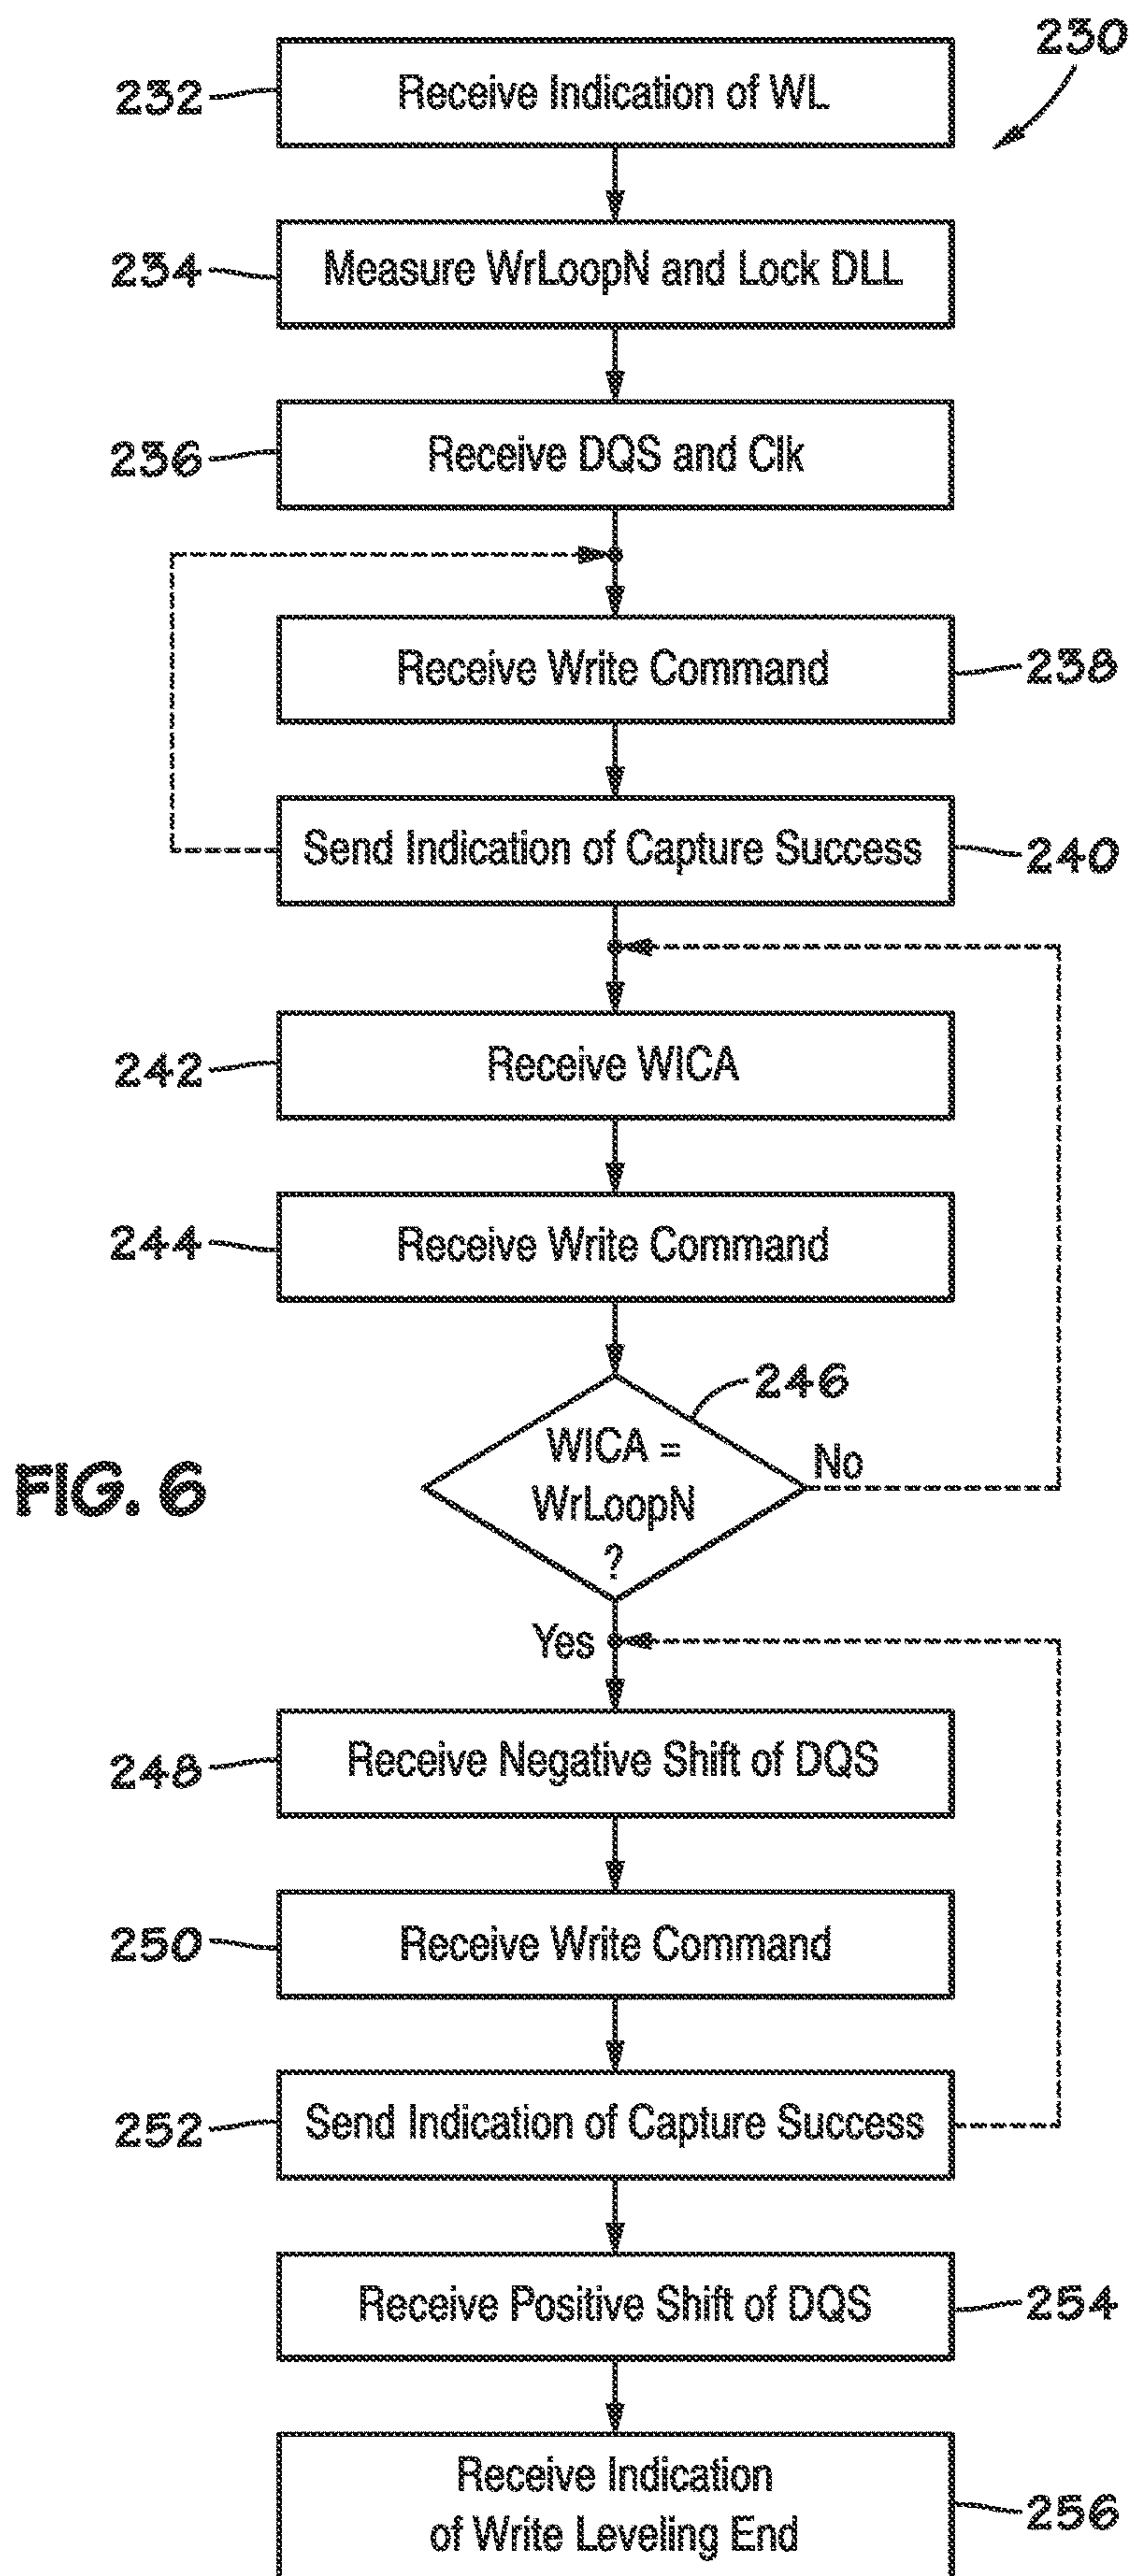 230
232
Receive Indication of WL
234
Measure WrLoopN and Lock DLL
236
Receive DQS and Clk
Receive Write Command
238
Send Indication of Capture Success
240
242
Receive WICA
244
Receive Write Command
246
WICA =
WrLoopN
?
No
FIG. 6
Yes
248
Receive Negative Shift of DQS
250
Receive Write Command
252
Send Indication of Capture Success
Receive Positive Shift of DQS
254
Receive Indication
of Write Leveling End
256